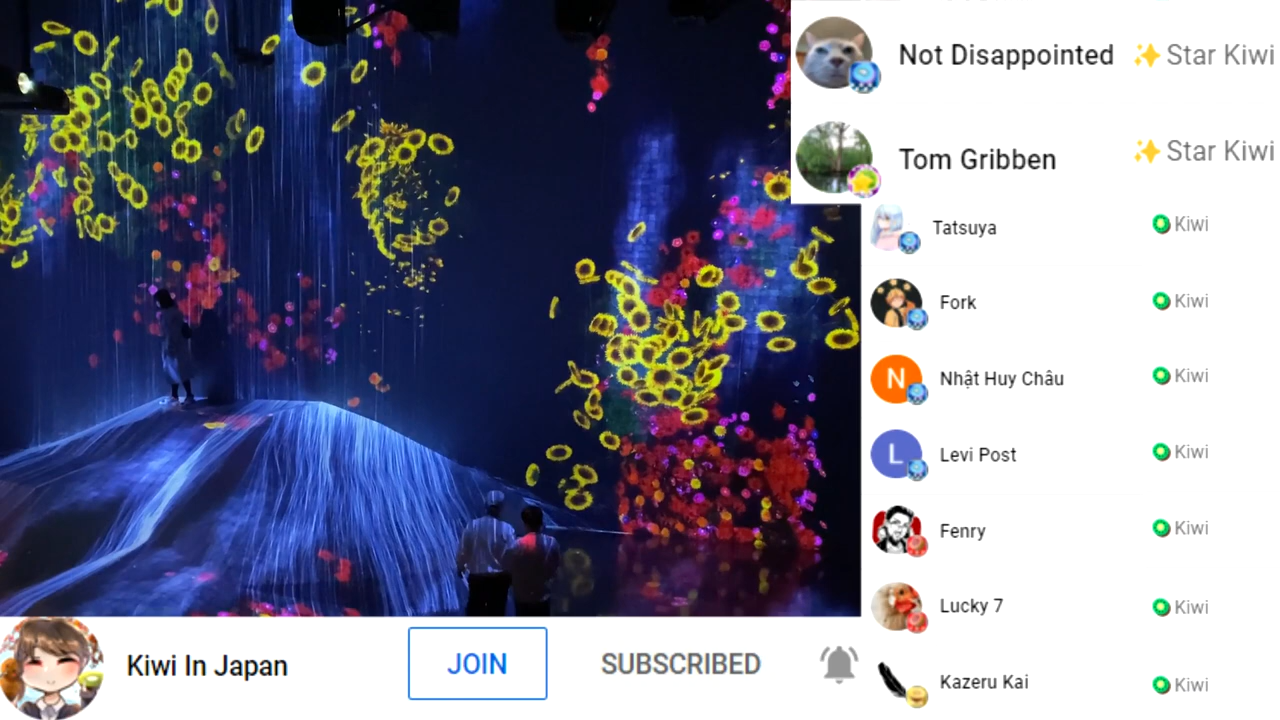 Not Disappointed ✨ Star Kiwi
Tom Gribben ✨ Star Kiwi
Tatsuya Kiwi
Fork Kiwi
N Nhật Huy Châu Kiwi
L Levi Post Kiwi
Fenry Kiwi
Lucky 7 Kiwi
Kazeru Kai Kiwi
Kiwi In Japan JOIN SUBSCRIBED